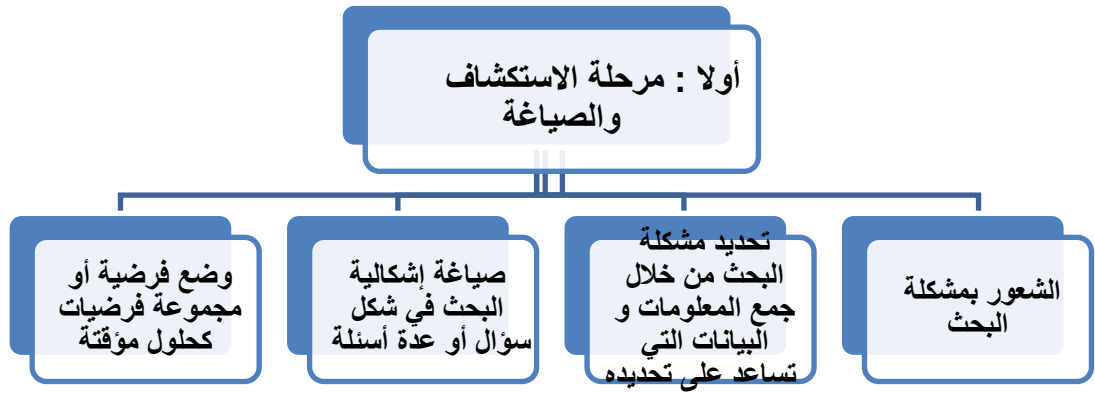 أولا : مرحلة الاستكشاف
والصياغة
الشعور بمشكلة
البحث
تحديد مشكلة
البحث من خلال
جمع المعلومات و
البيانات التي
تساعد على تحديده
صياغة إشكالية
البحث في شكل
سؤال أو عدة أسئلة
وضع فرضية أو
مجموعة فرضيات
كحلول مؤقتة